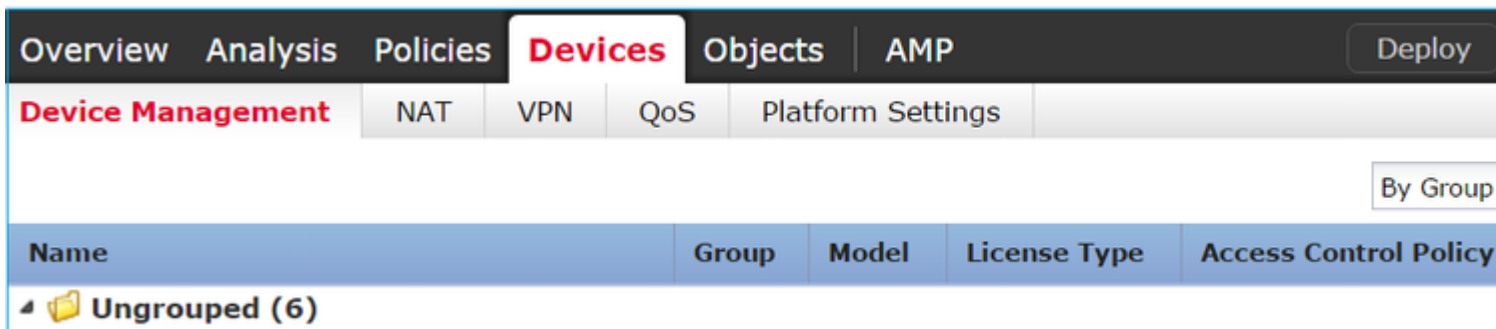 Overview Analysis Policies Devices Objects AMP Deploy
Device Management NAT VPN QoS Platform Settings
By Group
Name Group Model License Type Access Control Policy
Ungrouped (6)